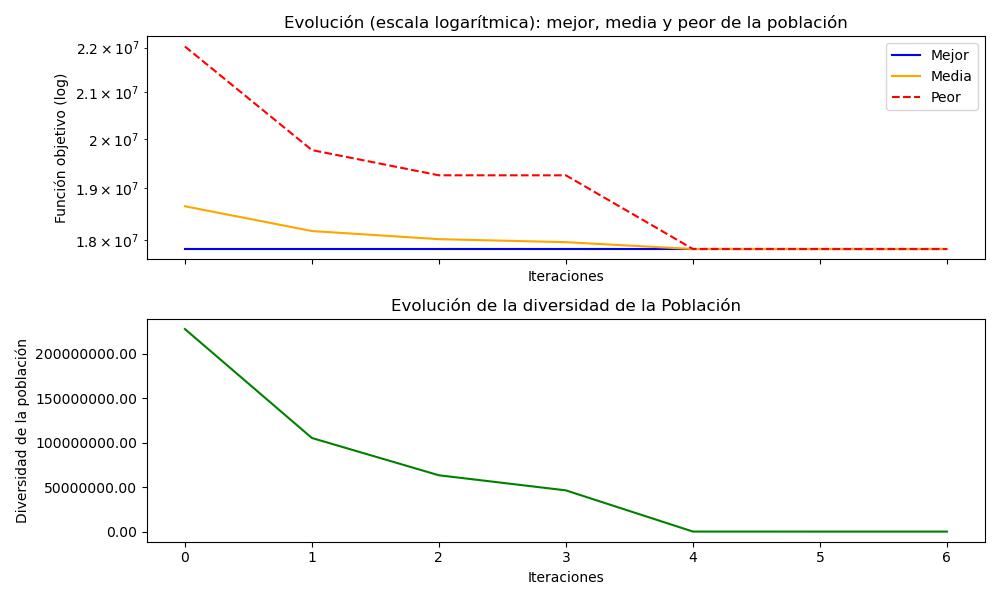 Evolución (escala logarítmica): mejor, media y peor de la población
2.2 × 10⁷
2.1 × 10⁷
2 × 10⁷
1.9 × 10⁷
1.8 × 10⁷
Función objetivo (log)
Mejor
Media
Peor
Iteraciones
Evolución de la diversidad de la Población
200000000.00
150000000.00
100000000.00
50000000.00
0.00
Diversidad de la población
0 1 2 3 4 5 6
Iteraciones